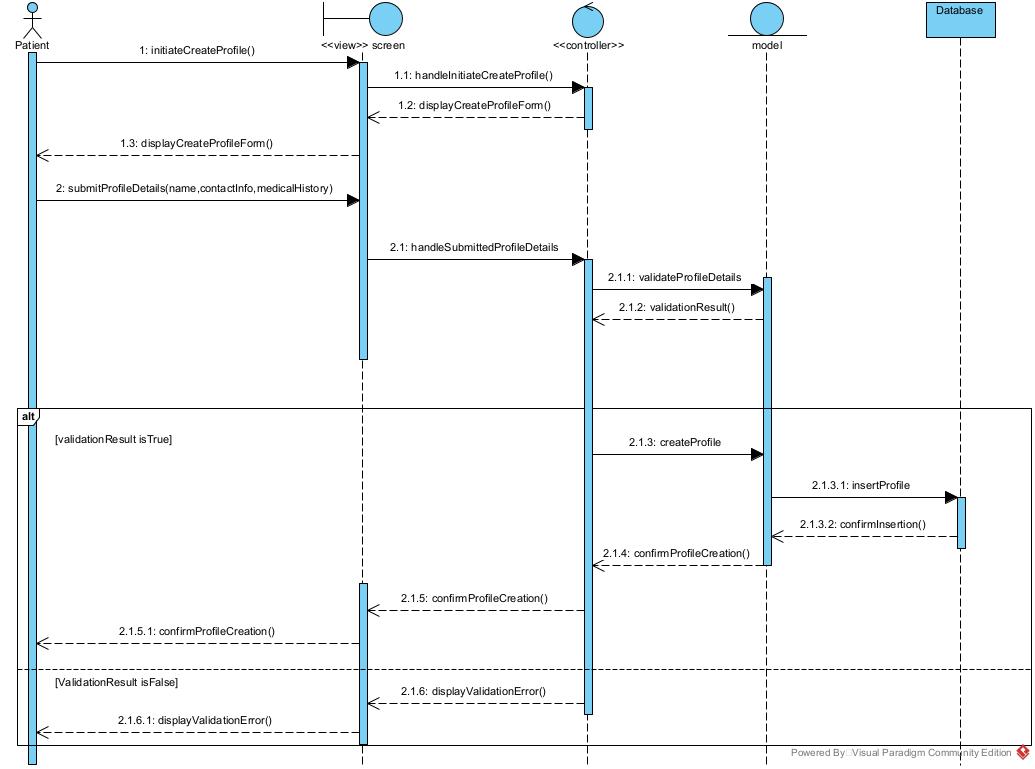 Database
Patient
<<view>> screen
<<controller>>
model
1: initiateCreateProfile()
1.1: handleInitiateCreateProfile()
1.2: displayCreateProfileForm()
1.3: displayCreateProfileForm()
2: submitProfileDetails(name,contactInfo,medicalHistory)
2.1: handleSubmittedProfileDetails
2.1.1: validateProfileDetails
2.1.2: validationResult()
alt
[validationResult isTrue]
2.1.3: createProfile
2.1.3.1: insertProfile
2.1.3.2: confirmInsertion()
2.1.4: confirmProfileCreation()
2.1.5: confirmProfileCreation()
2.1.5.1: confirmProfileCreation()
[ValidationResult isFalse]
2.1.6: displayValidationError()
2.1.6.1: displayValidationError()
Powered By Visual Paradigm Community Edition